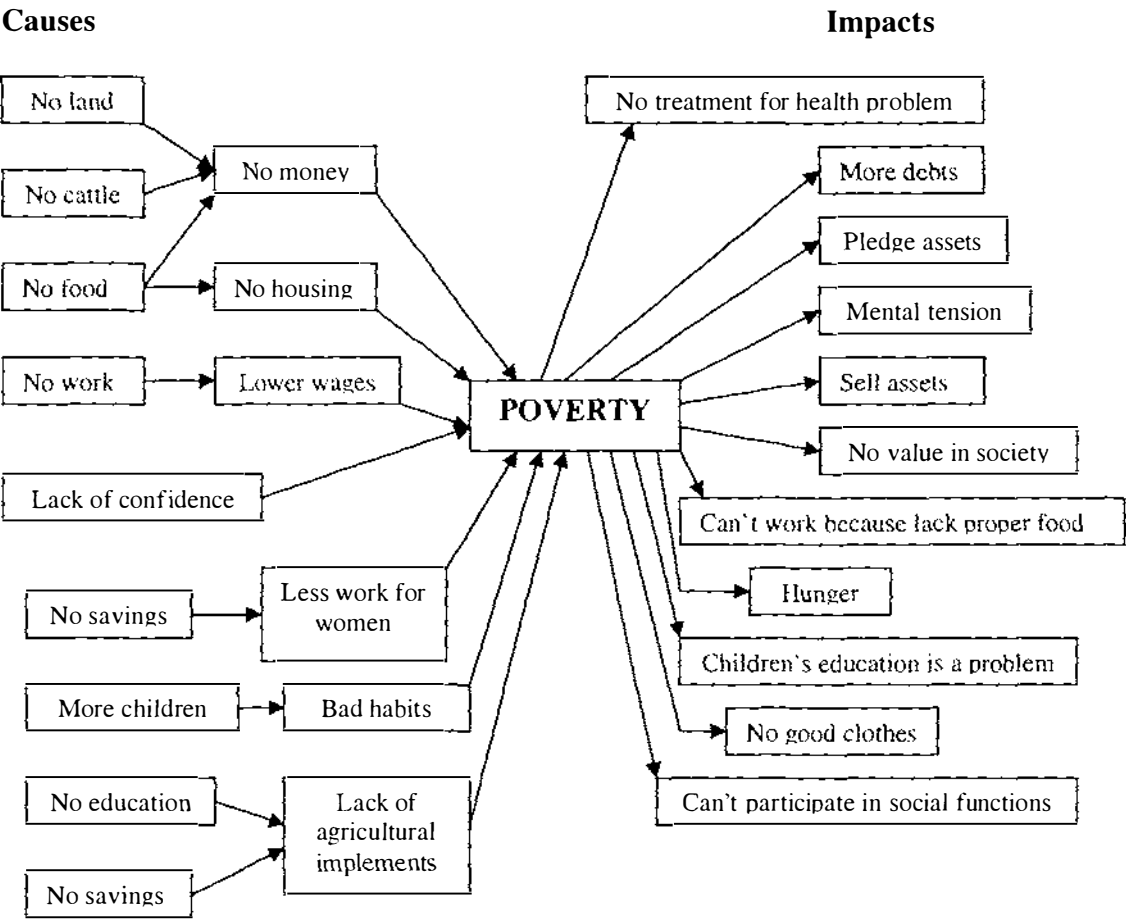 Causes
Impacts
No land
No treatment for health problem
No money
More debts
No cattle
Pledge assets
No food
No housing
Mental tension
No work
Lower wages
Sell assets
POVERTY
No value in society
Lack of confidence
Can't work because lack proper food
Less work for
women
Hunger
No savings
Children's education is a problem
More children
Bad habits
No good clothes
No education
Lack of
agricultural
implements
Can't participate in social functions
No savings